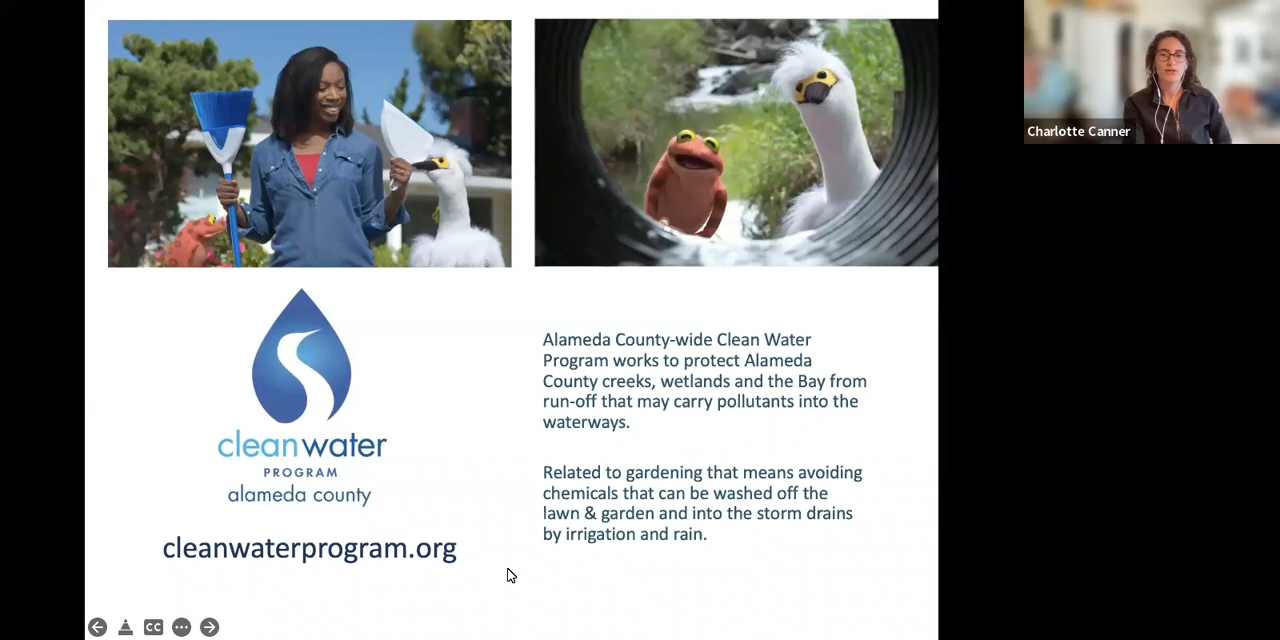 Charlotte Canner
clean water
PROGRAM
alameda county
cleanwaterprogram.org
Alameda County-wide Clean Water
Program works to protect Alameda
County creeks, wetlands and the Bay from
run-off that may carry pollutants into the
waterways.
Related to gardening that means avoiding
chemicals that can be washed off the
lawn & garden and into the storm drains
by irrigation and rain.
CC